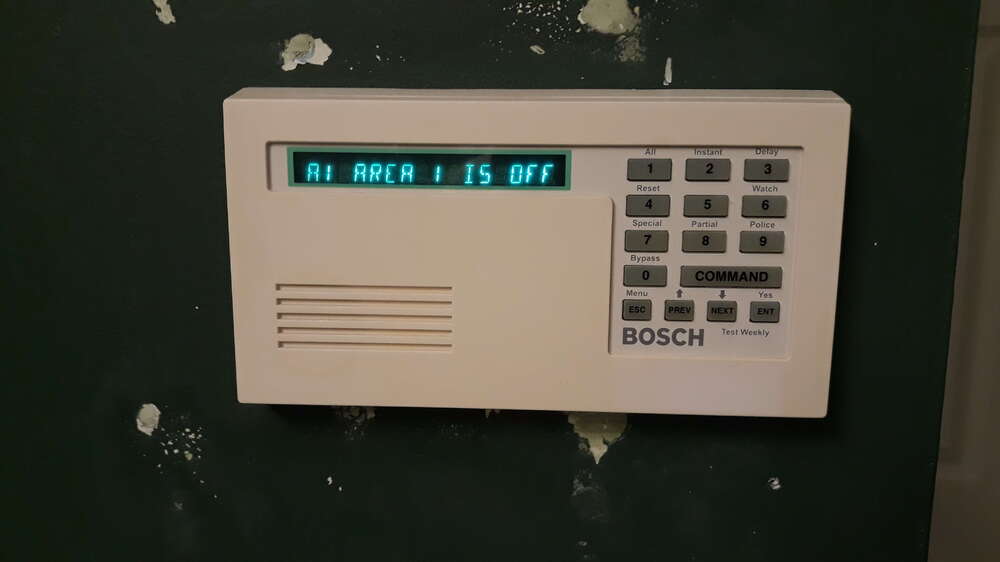 A1 AREA 1 IS OFF
All Instant Delay
1 2 3
Reset Watch
4 5 6
Special Partial Police
7 8 9
Bypass
0 COMMAND
Menu Yes
ESC PREV NEXT ENT
BOSCH Test Weekly